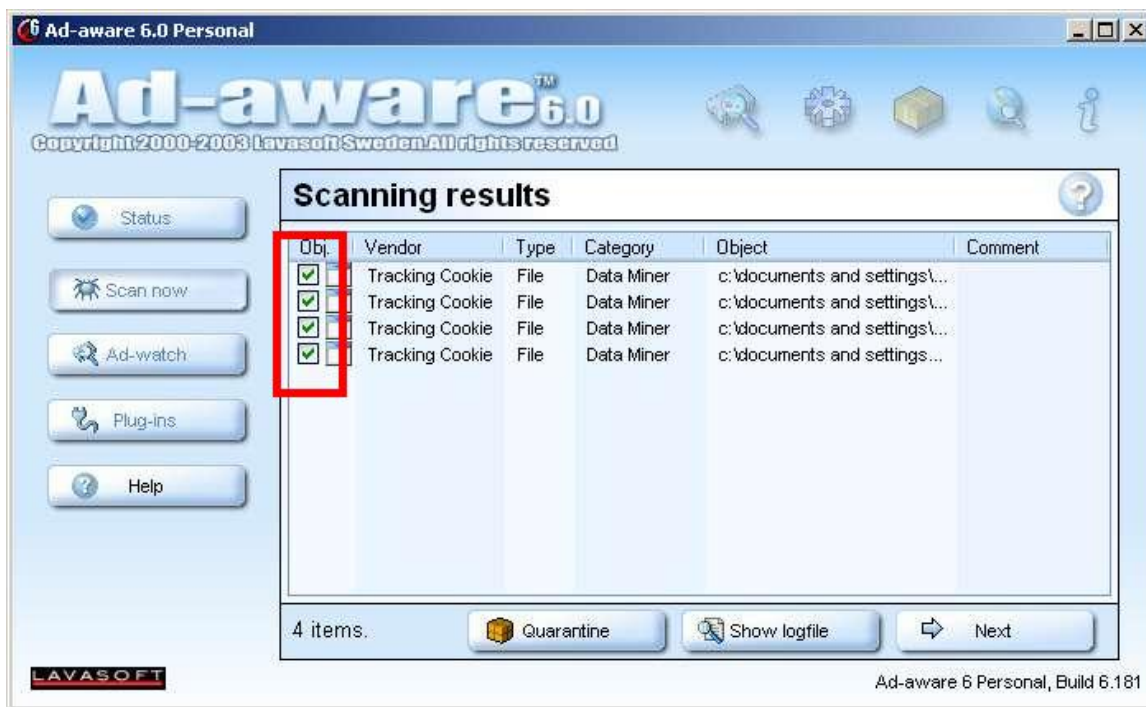 Ad-aware 6.0 Personal
Ad-aware 6.0
TM
Copyright 2000-2003 Lavasoft Sweden. All rights reserved
Status
Scan now
Ad-watch
Plug-ins
Help
Scanning results
Obj. Vendor Type Category Object Comment
Tracking Cookie File Data Miner c:\documents and settings\...
Tracking Cookie File Data Miner c:\documents and settings\...
Tracking Cookie File Data Miner c:\documents and settings\...
Tracking Cookie File Data Miner c:\documents and settings...
4 items. Quarantine Show logfile Next
LAVASOFT
Ad-aware 6 Personal, Build 6.181